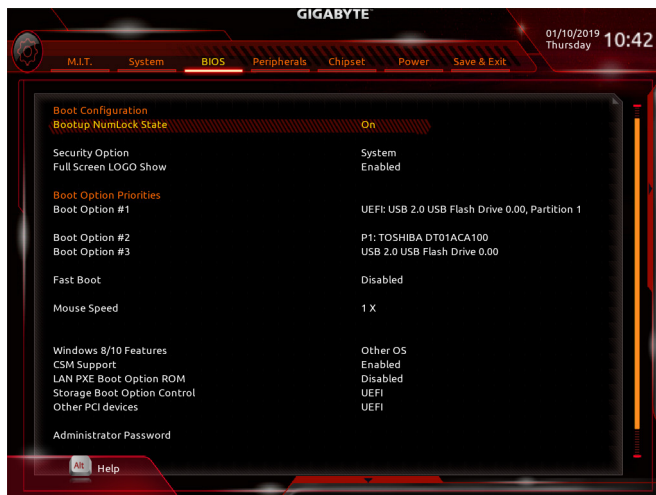 GIGABYTE™
01/10/2019
Thursday 10:42
M.I.T. System BIOS Peripherals Chipset Power Save & Exit
Boot Configuration
Bootup NumLock State On
Security Option System
Full Screen LOGO Show Enabled
Boot Option Priorities
Boot Option #1 UEFI: USB 2.0 USB Flash Drive 0.00, Partition 1
Boot Option #2 P1: TOSHIBA DT01ACA100
Boot Option #3 USB 2.0 USB Flash Drive 0.00
Fast Boot Disabled
Mouse Speed 1 X
Windows 8/10 Features Other OS
CSM Support Enabled
LAN PXE Boot Option ROM Disabled
Storage Boot Option Control UEFI
Other PCI devices UEFI
Administrator Password
Alt Help